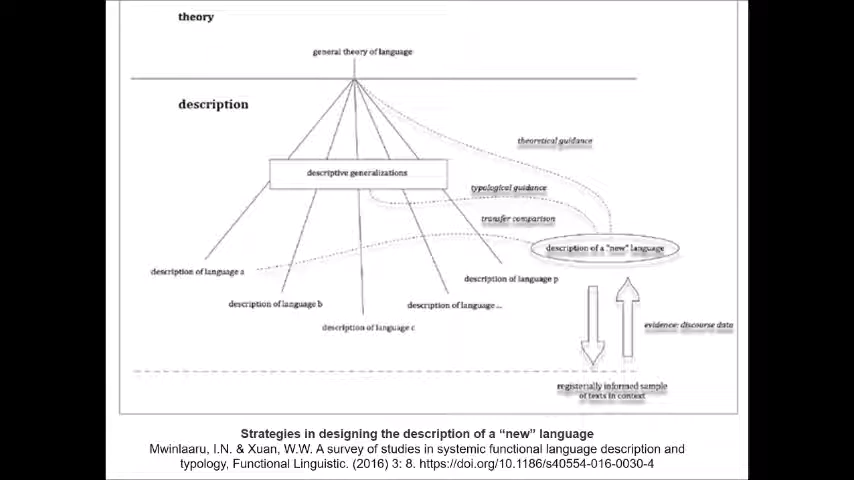 theory
general theory of language
description
theoretical guidance
descriptive generalizations
typological guidance
transfer comparison
description of a "new" language
description of language a
description of language p
description of language b
description of language ...
description of language c
evidence: discourse data
registerially informed sample
of texts in context
Strategies in designing the description of a “new” language
Mwinlaaru, I.N. & Xuan, W.W. A survey of studies in systemic functional language description and
typology, Functional Linguistic. (2016) 3: 8. https://doi.org/10.1186/s40554-016-0030-4